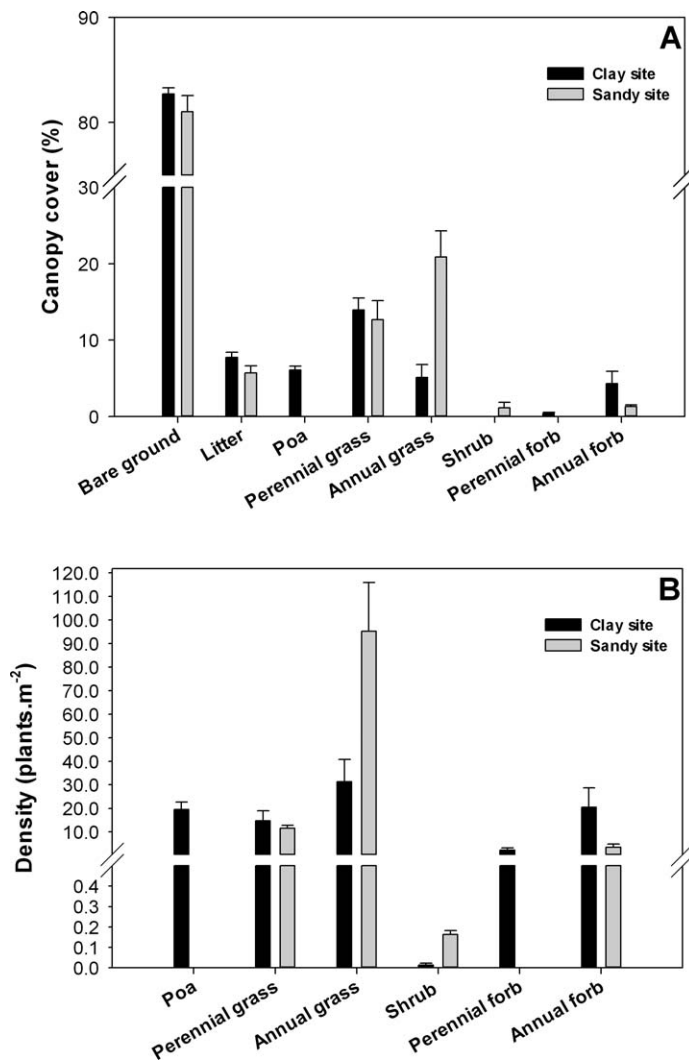 90
A
Clay site
Sandy site
80
Canopy cover (%)
30
20
10
0
Bare ground
Litter
Poa
Perennial grass
Annual grass
Shrub
Perennial forb
Annual forb
120.0
B
110.0
100.0
Clay site
Sandy site
90.0
80.0
70.0
60.0
50.0
40.0
30.0
20.0
10.0
Density (plants.m⁻²)
0.4
0.3
0.2
0.1
0.0
Poa
Perennial grass
Annual grass
Shrub
Perennial forb
Annual forb